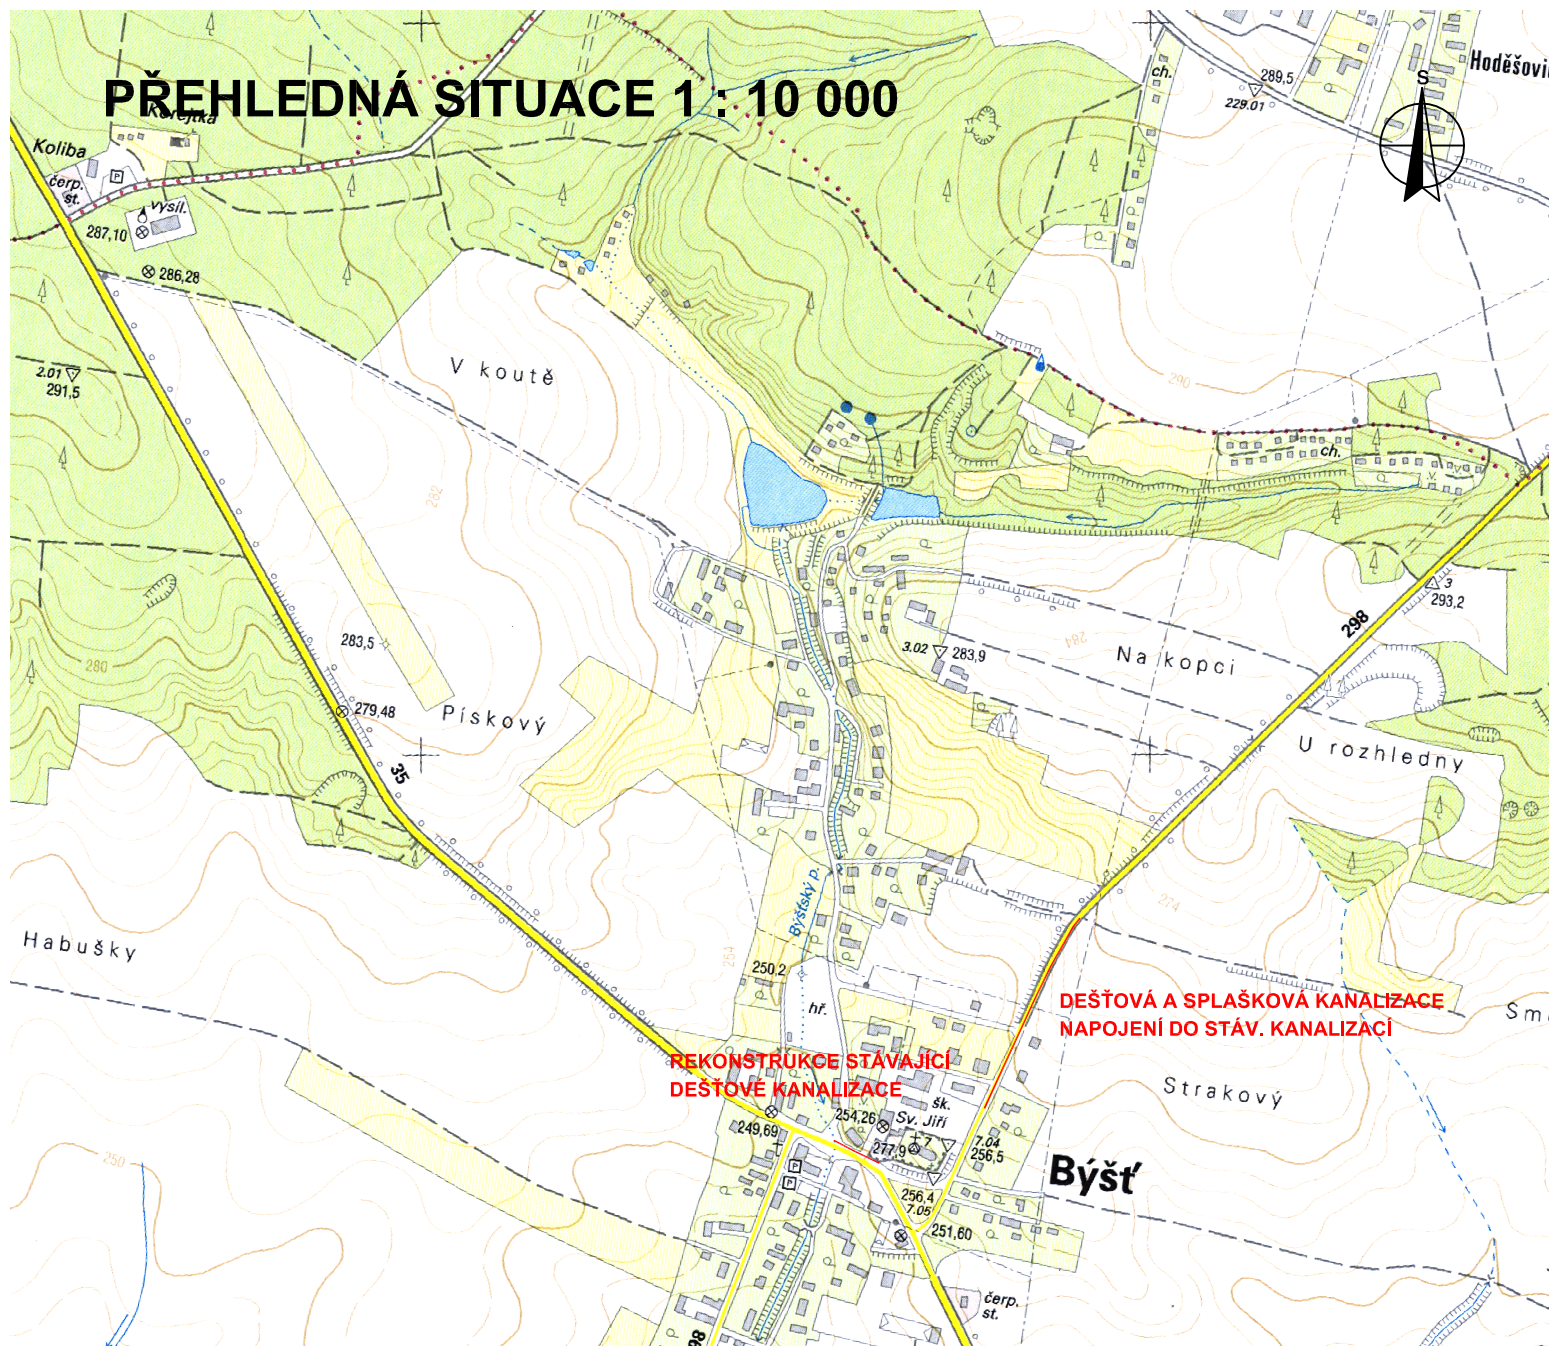 PŘEHLEDNÁ SITUACE 1 : 10 000
Hoděšovi
ch.
289,5
229.01
S
Koliba
čerp.
st.
P
vysíl.
287,10
286,28
2.01
291,5
V koutě
290
ch.
282
3
293,2
298
283,5
280
279,48
Pískový
3.02
283,9
284
Na kopci
U rozhledny
35
Býšťský p.
274
Habušky
254
250,2
hř.
DEŠŤOVÁ A SPLAŠKOVÁ KANALIZACE
NAPOJENÍ DO STÁV. KANALIZACÍ
Smr
REKONSTRUKCE STÁVAJÍCÍ
DEŠŤOVÉ KANALIZACE
Strakový
šk.
254,26
Sv. Jiří
249,69
277,9
7
7.04
256,5
250
P
P
Býšť
256,4
7.05
251,60
čerp.
st.